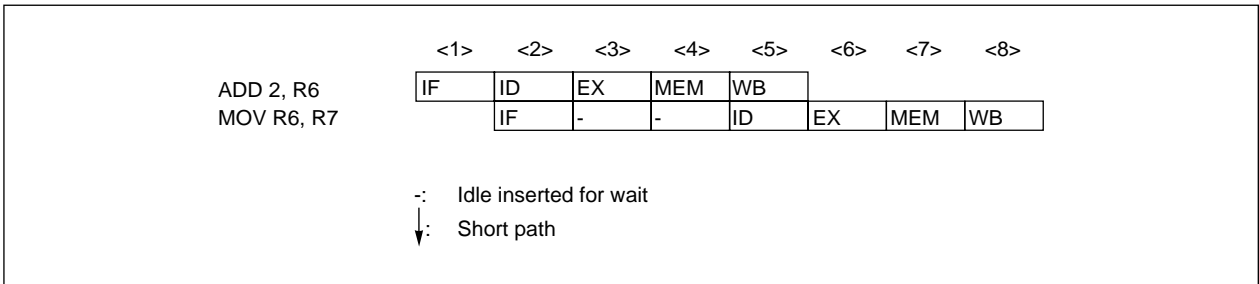 <1> <2> <3> <4> <5> <6> <7> <8>
ADD 2, R6 IF ID EX MEM WB
MOV R6, R7 IF - - ID EX MEM WB
-: Idle inserted for wait
: Short path